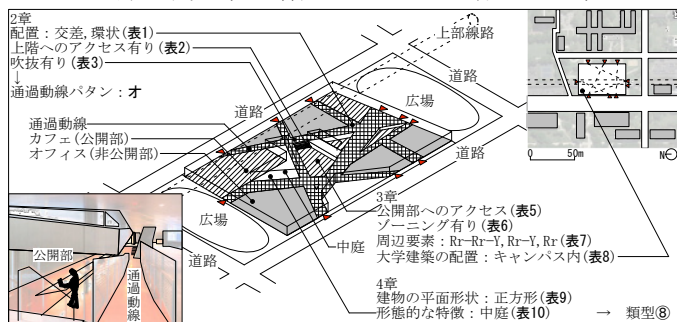 2章
配置：交差,環状(表1)
上階へのアクセス有り(表2)
吹抜有り(表3)
↓
通過動線パタン：オ
上部線路
道路
広場
道路
通過動線
カフェ(公開部)
オフィス(非公開部)
道路
広場
道路
中庭
公開部
通過動線
0 50m N
3章
公開部へのアクセス(表5)
ゾーニング有り(表6)
周辺要素：Rr-Rr-Y,Rr-Y,Rr(表7)
大学建築の配置：キャンパス内(表8)
4章
建物の平面形状：正方形(表9)
形態的な特徴：中庭(表10) → 類型⑧